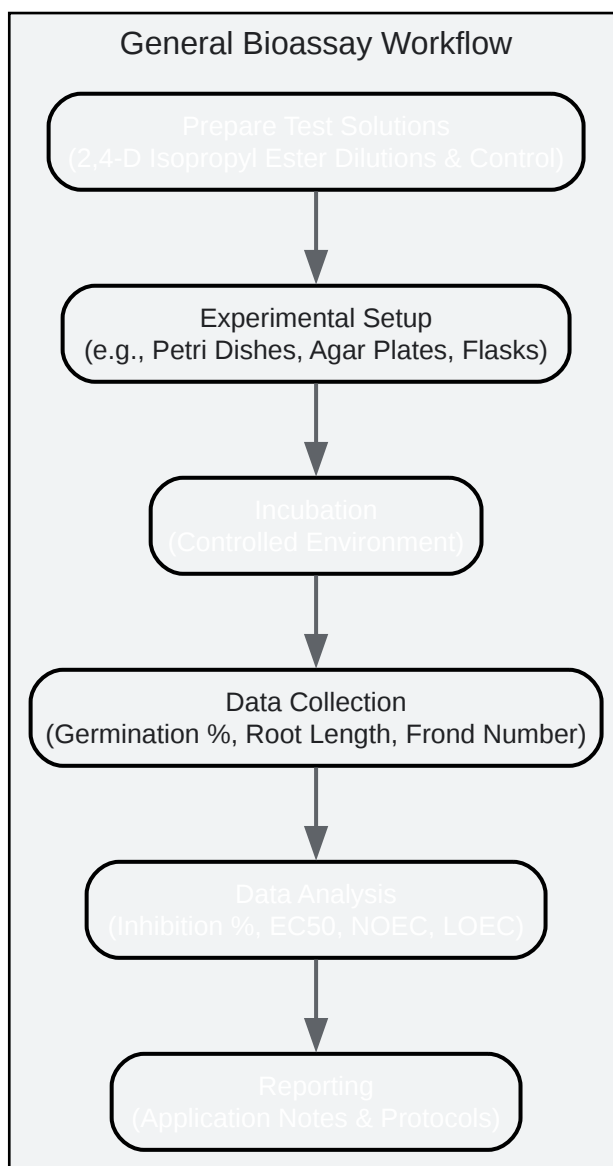 General Bioassay Workflow
Prepare Test Solutions
(2,4-D Isopropyl Ester Dilutions & Control)
Experimental Setup
(e.g., Petri Dishes, Agar Plates, Flasks)
Incubation
(Controlled Environment)
Data Collection
(Germination %, Root Length, Frond Number)
Data Analysis
(Inhibition %, EC50, NOEC, LOEC)
Reporting
(Application Notes & Protocols)